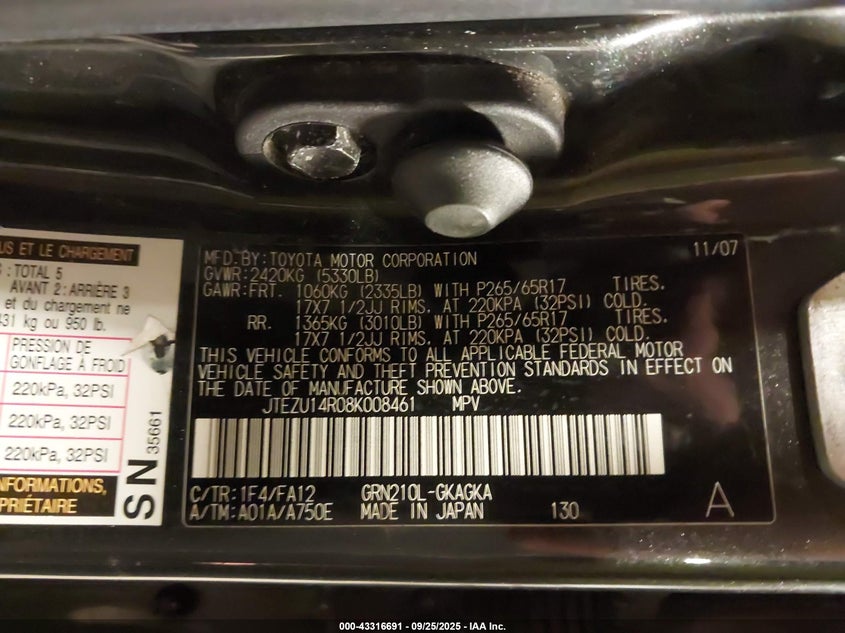 US ET LE CHARGEMENT
: TOTAL 5
AVANT 2: ARRIÈRE 3
et du chargement ne
431 kg ou 950 lb.
PRESSION DE
GONFLAGE À FROID
220kPa, 32PSI
220kPa, 32PSI
220kPa, 32PSI
NFORMATIONS,
PRIÉTAIRE
SN 35661
MFD.BY:TOYOTA MOTOR CORPORATION 11/07
GVWR:2420KG (5330LB)
GAWR:FRT. 1060KG (2335LB) WITH P265/65R17 TIRES.
17X7 1/2JJ RIMS, AT 220KPA (32PSI) COLD.
RR. 1365KG (3010LB) WITH P265/65R17 TIRES.
17X7 1/2JJ RIMS, AT 220KPA (32PSI) COLD.
THIS VEHICLE CONFORMS TO ALL APPLICABLE FEDERAL MOTOR
VEHICLE SAFETY AND THEFT PREVENTION STANDARDS IN EFFECT ON
THE DATE OF MANUFACTURE SHOWN ABOVE.
JTEZU14R08K008461 MPV
C/TR:1F4/FA12 GRN210L-GKAGKA
A/TM:A01A/A750E MADE IN JAPAN 130 A
000-43316691 - 09/25/2025 - IAA Inc.